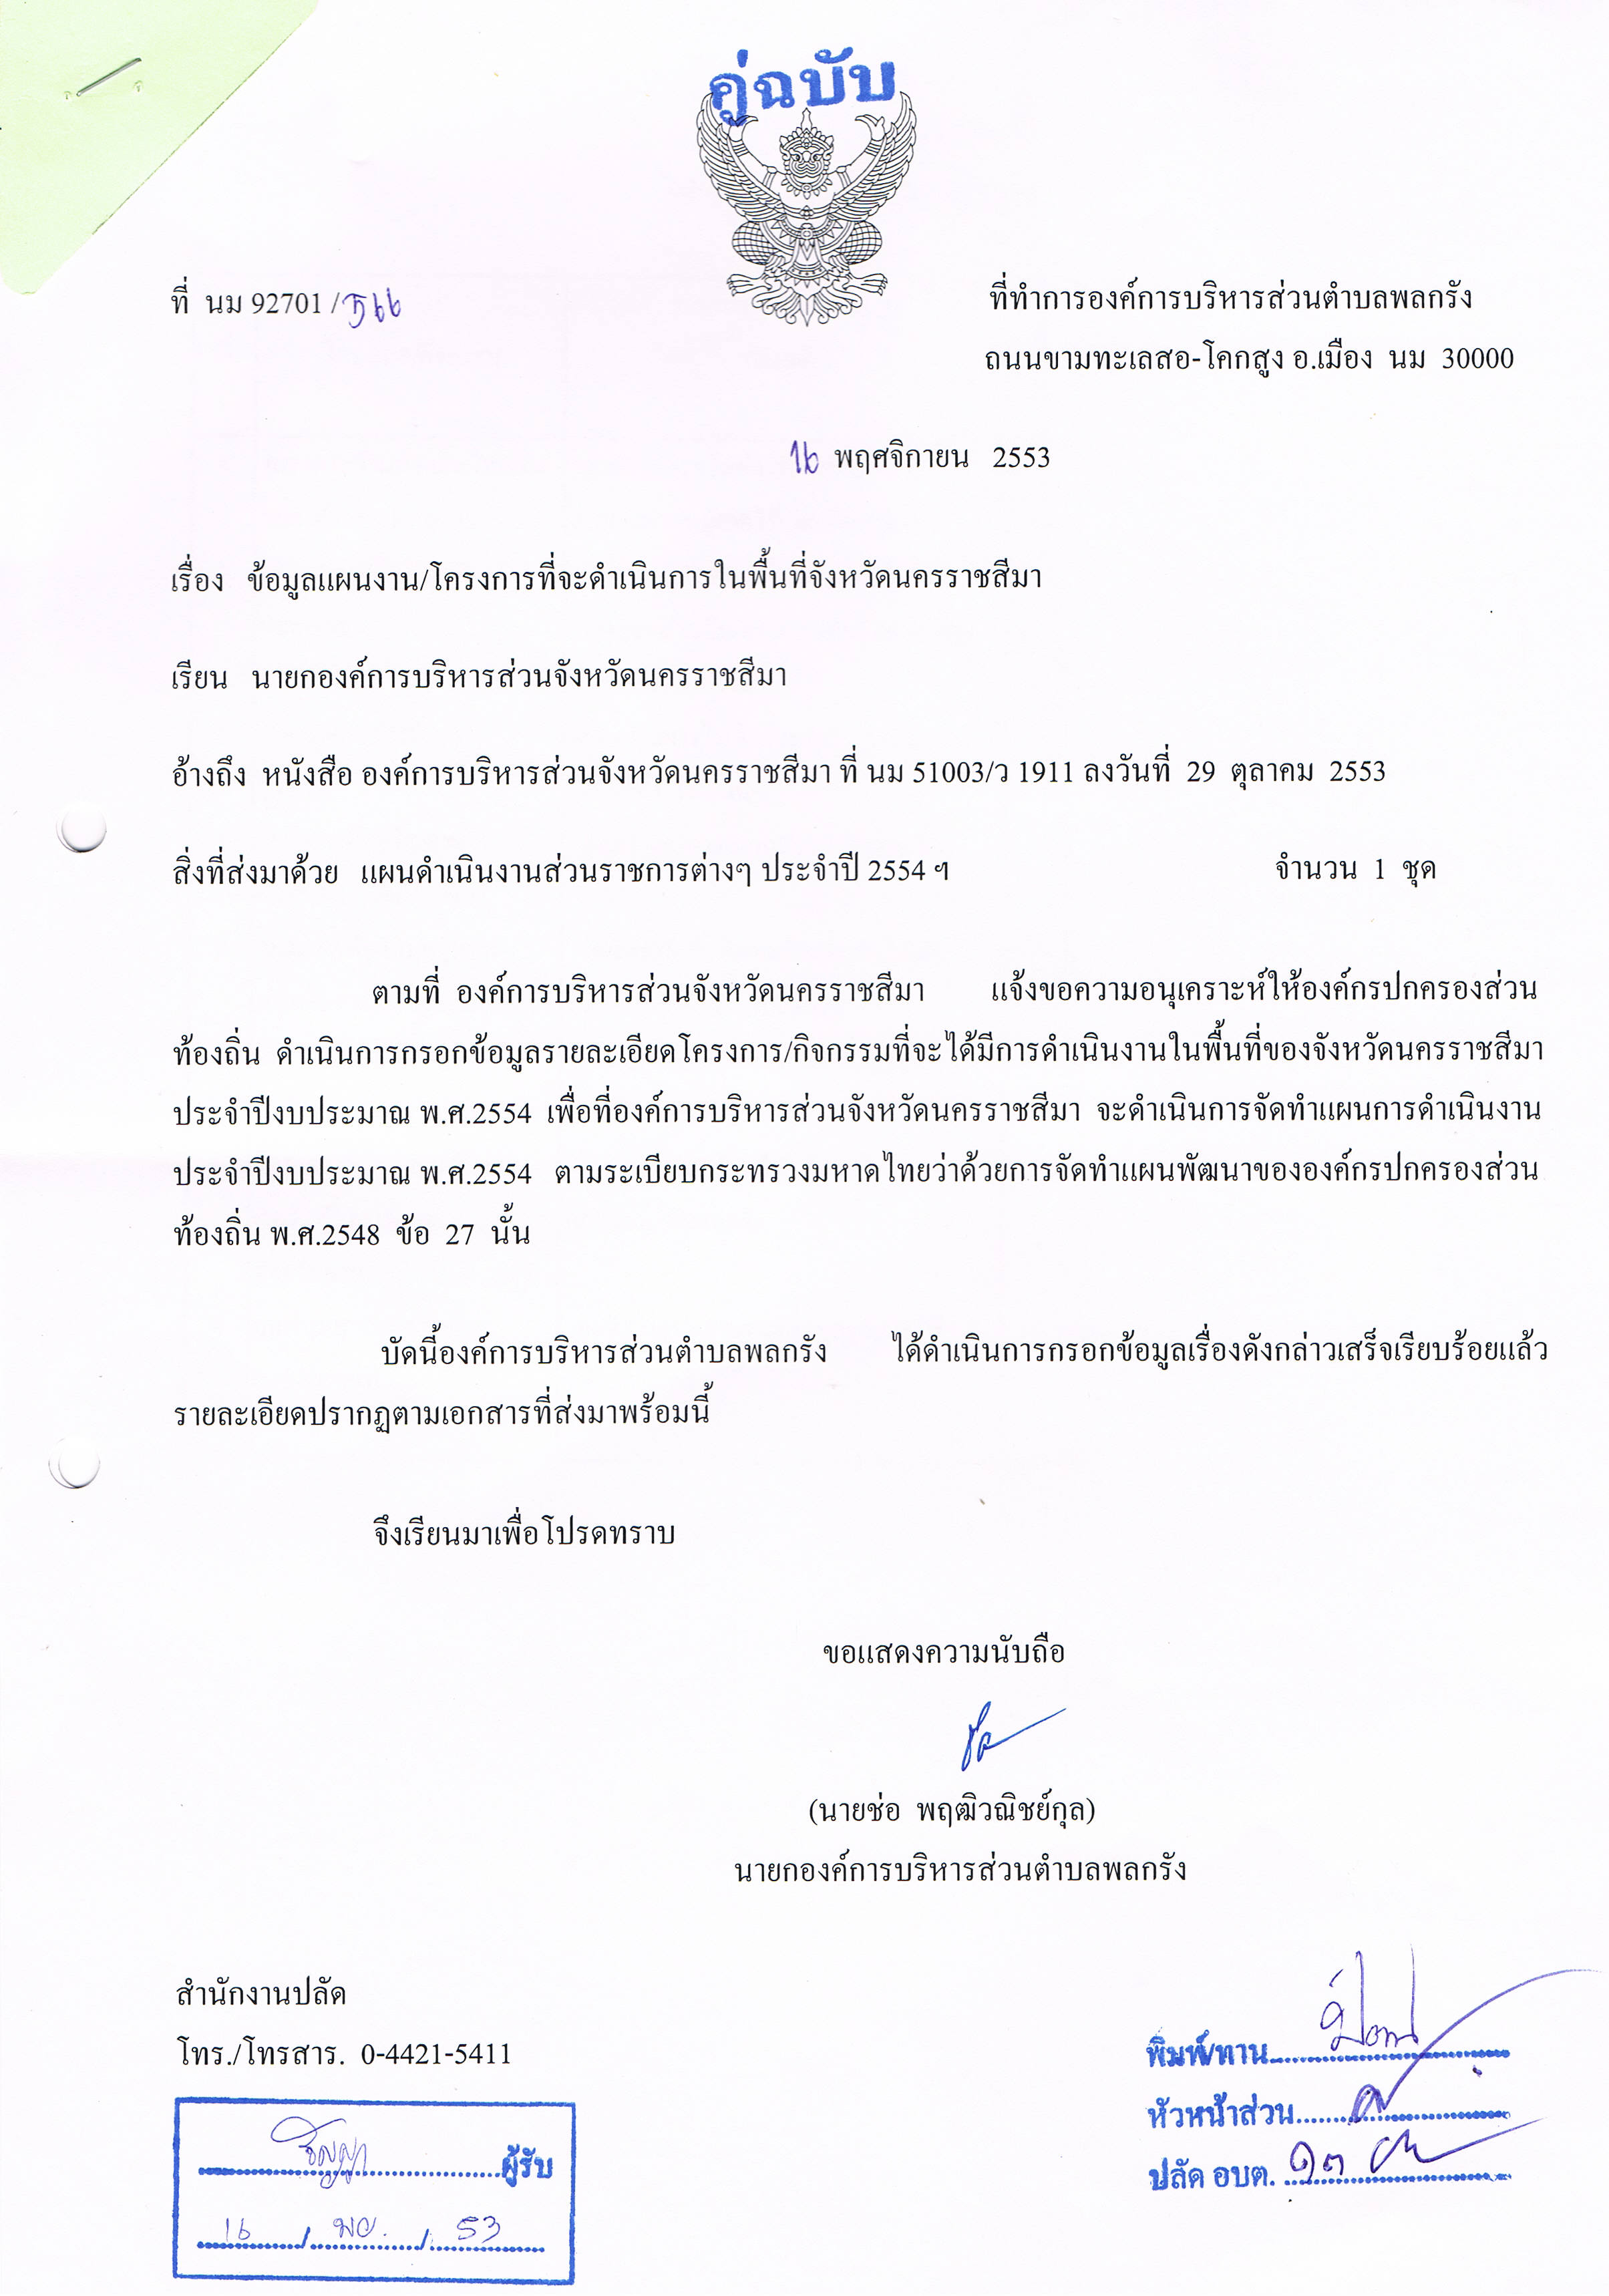 คู่ฉบับ
ที่ นม 92701 /
ที่ทำการองค์การบริหารส่วนตำบลพลกรัง
ถนนขามทะเลสอ-โคกสูง อ.เมือง นม 30000
16 พฤศจิกายน 2553
เรื่อง ข้อมูลแผนงาน/โครงการที่จะดำเนินการในพื้นที่จังหวัดนครราชสีมา
เรียน นายกองค์การบริหารส่วนจังหวัดนครราชสีมา
อ้างถึง หนังสือ องค์การบริหารส่วนจังหวัดนครราชสีมา ที่ นม 51003/ว 1911 ลงวันที่ 29 ตุลาคม 2553
สิ่งที่ส่งมาด้วย แผนดำเนินงานส่วนราชการต่างๆ ประจำปี 2554 ฯ จำนวน 1 ชุด
ตามที่ องค์การบริหารส่วนจังหวัดนครราชสีมา แจ้งขอความอนุเคราะห์ให้องค์กรปกครองส่วน
ท้องถิ่น ดำเนินการกรอกข้อมูลรายละเอียดโครงการ/กิจกรรมที่จะได้มีการดำเนินงานในพื้นที่ของจังหวัดนครราชสีมา
ประจำปีงบประมาณ พ.ศ.2554 เพื่อที่องค์การบริหารส่วนจังหวัดนครราชสีมา จะดำเนินการจัดทำแผนการดำเนินงาน
ประจำปีงบประมาณ พ.ศ.2554 ตามระเบียบกระทรวงมหาดไทยว่าด้วยการจัดทำแผนพัฒนาขององค์กรปกครองส่วน
ท้องถิ่น พ.ศ.2548 ข้อ 27 นั้น
บัดนี้องค์การบริหารส่วนตำบลพลกรัง ได้ดำเนินการกรอกข้อมูลเรื่องดังกล่าวเสร็จเรียบร้อยแล้ว
รายละเอียดปรากฏตามเอกสารที่ส่งมาพร้อมนี้
จึงเรียนมาเพื่อโปรดทราบ
ขอแสดงความนับถือ
(นายช่อ พฤฒิวณิชย์กุล)
นายกองค์การบริหารส่วนตำบลพลกรัง
สำนักงานปลัด
โทร./โทรสาร. 0-4421-5411
พิมพ์/ทาน
หัวหน้าส่วน
ปลัด อบต.
ธัญญา ผู้รับ
16 / พย. / 53